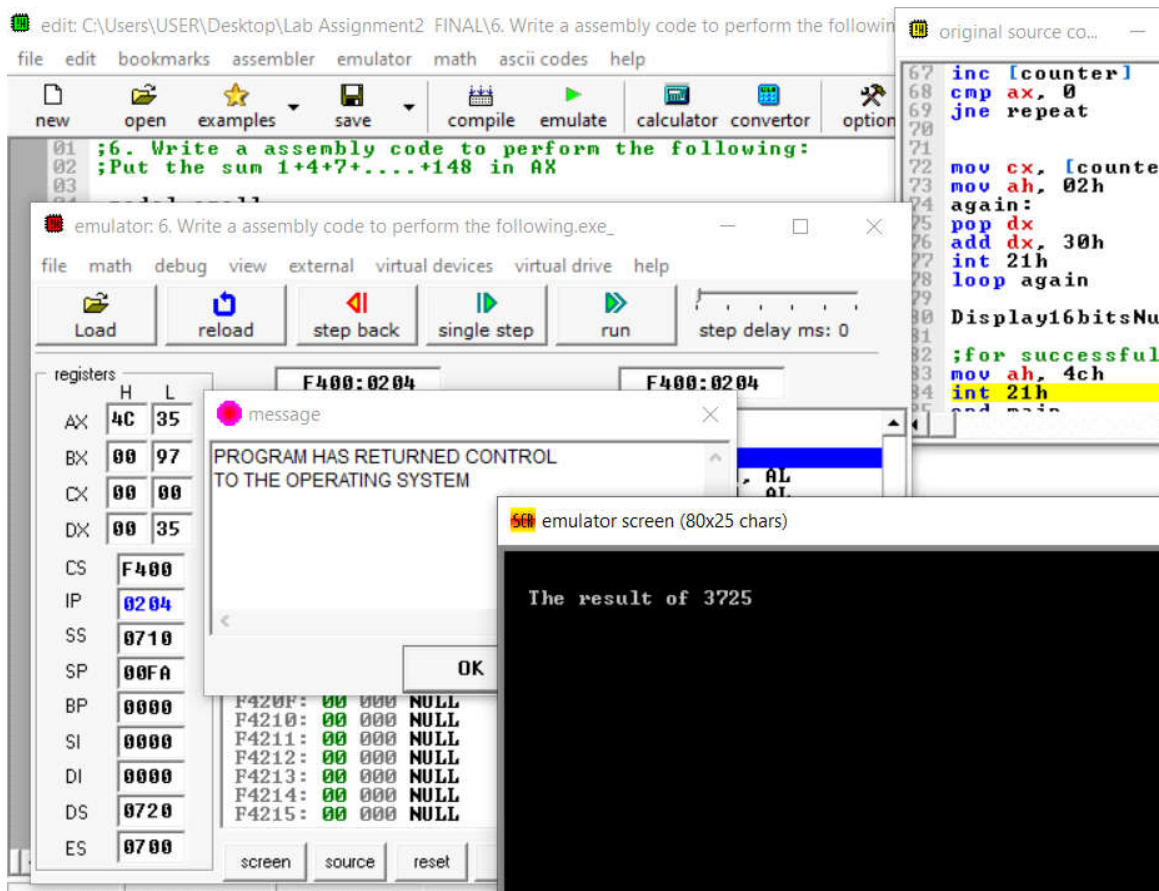 edit: C:\Users\USER\Desktop\Lab Assignment2 FINAL\6. Write a assembly code to perform the followin
file edit bookmarks assembler emulator math ascii codes help
new open examples save compile emulate calculator convertor option
01 ;6. Write a assembly code to perform the following:
02 ;Put the sum 1+4+7+....+148 in AX
03
original source co...
67 inc [counter]
68 cmp ax, 0
69 jne repeat
70
71
72 mov cx, [counte
73 mov ah, 02h
74 again:
75 pop dx
76 add dx, 30h
77 int 21h
78 loop again
79
80 Display16bitsNu
81
82 ;for successful
83 mov ah, 4ch
84 int 21h
85 end main
emulator: 6. Write a assembly code to perform the following.exe_
file math debug view external virtual devices virtual drive help
Load reload step back single step run step delay ms: 0
registers
F400:0204 F400:0204
H L
AX 4C 35
BX 00 97
CX 00 00
DX 00 35
CS F400
IP 0204
SS 0710
SP 00FA
BP 0000
SI 0000
DI 0000
DS 0720
ES 0700
, AL
, AL
message
PROGRAM HAS RETURNED CONTROL
TO THE OPERATING SYSTEM
OK
F420F: 00 000 NULL
F4210: 00 000 NULL
F4211: 00 000 NULL
F4212: 00 000 NULL
F4213: 00 000 NULL
F4214: 00 000 NULL
F4215: 00 000 NULL
screen source reset
SCR emulator screen (80x25 chars)
The result of 3725